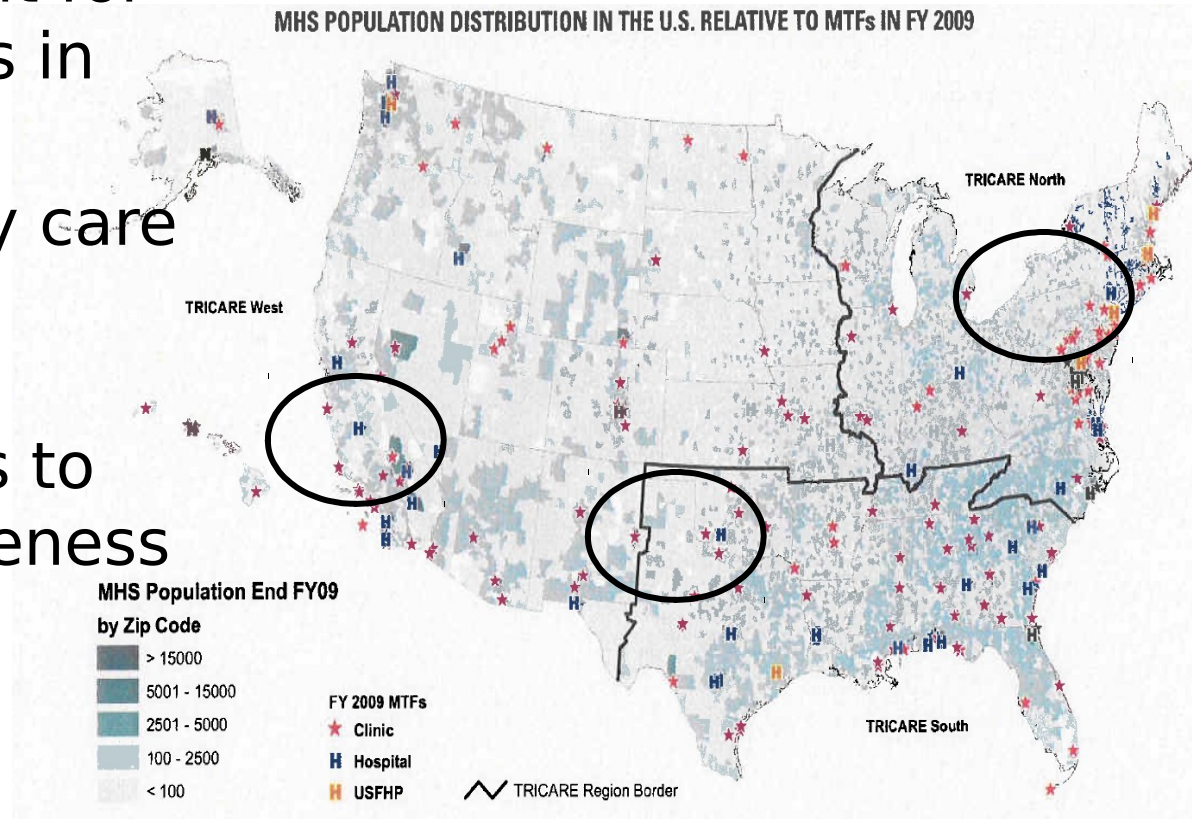 MHS POPULATION DISTRIBUTION IN THE U.S. RELATIVE TO MTFs IN FY 2009
s in
y care
s to
eness
TRICARE North
TRICARE West
TRICARE South
MHS Population End FY09
by Zip Code
> 15000
5001 - 15000
2501 - 5000
100 - 2500
< 100
FY 2009 MTFs
Clinic
H Hospital
H USFHP
TRICARE Region Border